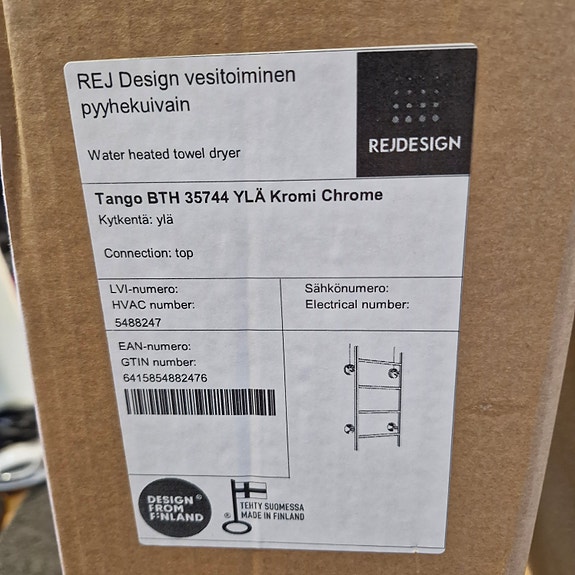 REJ Design vesitoiminen
pyyhekuivain
Water heated towel dryer
REJDESIGN
Tango BTH 35744 YLÄ Kromi Chrome
Kytkentä: ylä
Connection: top
LVI-numero:
HVAC number:
5488247
Sähkönumero:
Electrical number:
EAN-numero:
GTIN number:
6415854882476
DESIGN ®
FROM
FINLAND
®
TEHTY SUOMESSA
MADE IN FINLAND